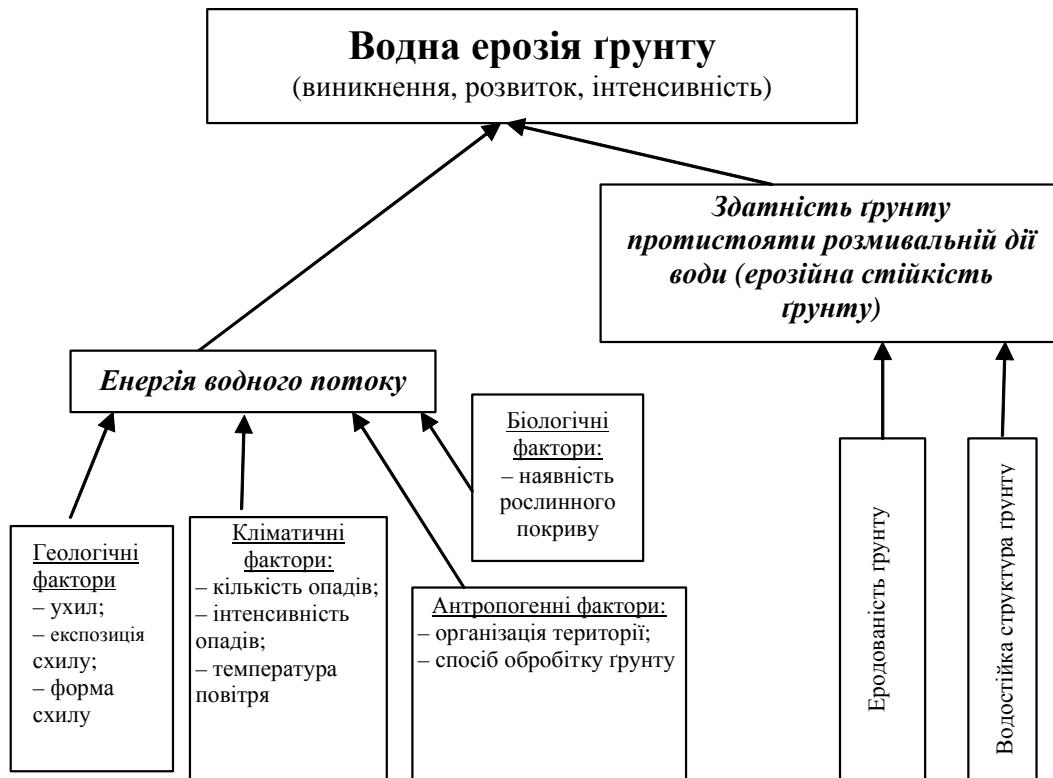 Водна ерозія ґрунту
(виникнення, розвиток, інтенсивність)
Здатність ґрунту
протистояти розмивальній дії
води (ерозійна стійкість
ґрунту)
Енергія водного потоку
Біологічні
фактори:
– наявність
рослинного
покриву
Геологічні
фактори
– ухил;
– експозиція
схилу;
– форма
схилу
Кліматичні
фактори:
– кількість опадів;
– інтенсивність
опадів;
– температура
повітря
Антропогенні фактори:
– організація території;
– спосіб обробітку ґрунту
Еродованість ґрунту
Водостійка структура ґрунту